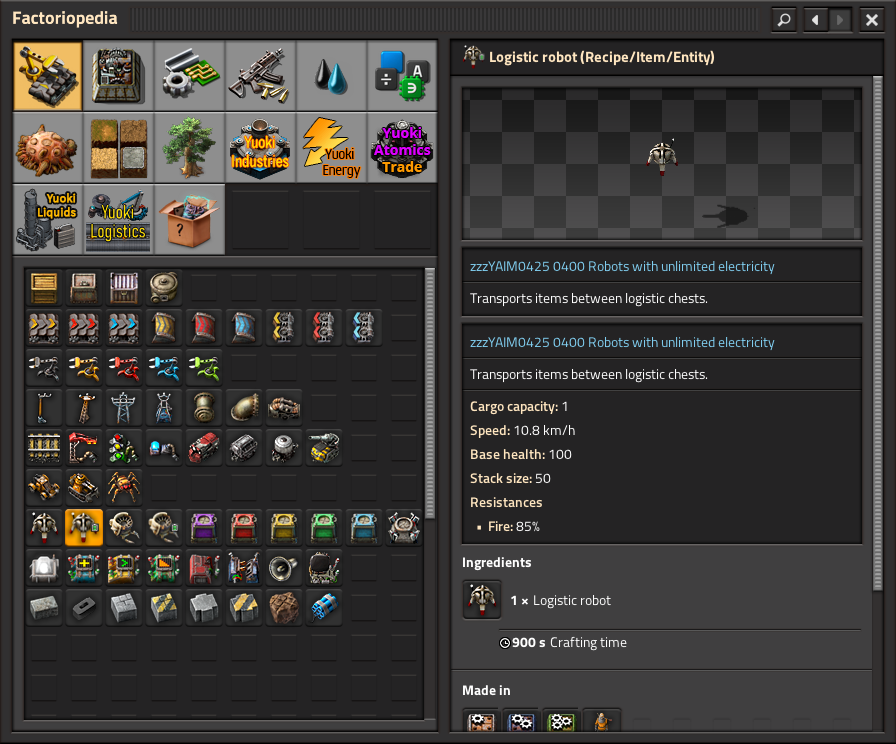 Factoriopedia
A
Yuoki
Industries
Yuoki
Energy
Yuoki
Atomics
Trade
Yuoki
Liquids
Yuoki
Logistics
?
Logistic robot (Recipe/Item/Entity)
zzzYAIM0425 0400 Robots with unlimited electricity
Transports items between logistic chests.
zzzYAIM0425 0400 Robots with unlimited electricity
Transports items between logistic chests.
Cargo capacity: 1
Speed: 10.8 km/h
Base health: 100
Stack size: 50
Resistances
• Fire: 85%
Ingredients
1 × Logistic robot
900 s Crafting time
Made in